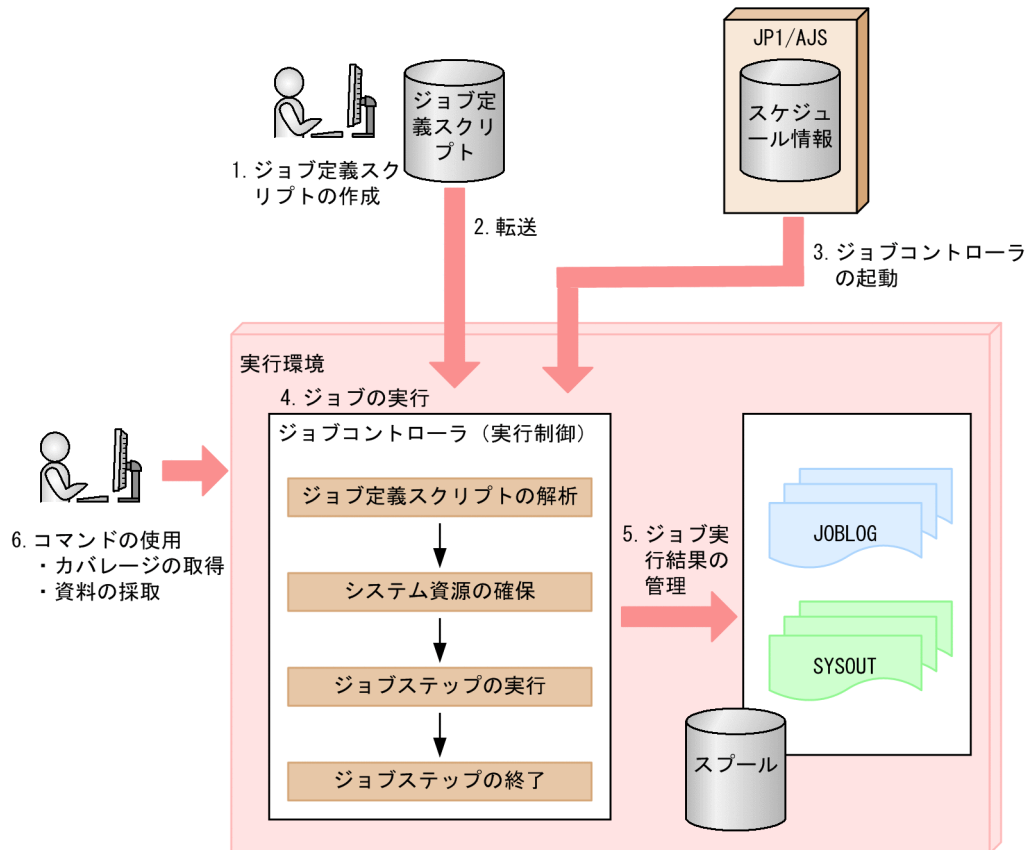 JP1/AJS
ジョブ定
義スクリ
プト
スケジュ
ール情報
1. ジョブ定義スク
リプトの作成
2. 転送
3. ジョブコントローラ
の起動
実行環境
4. ジョブの実行
ジョブコントローラ（実行制御）
ジョブ定義スクリプトの解析
システム資源の確保
ジョブステップの実行
ジョブステップの終了
5. ジョブ実
行結果の
管理
JOBLOG
SYSOUT
スプール
6. コマンドの使用
・カバレージの取得
・資料の採取